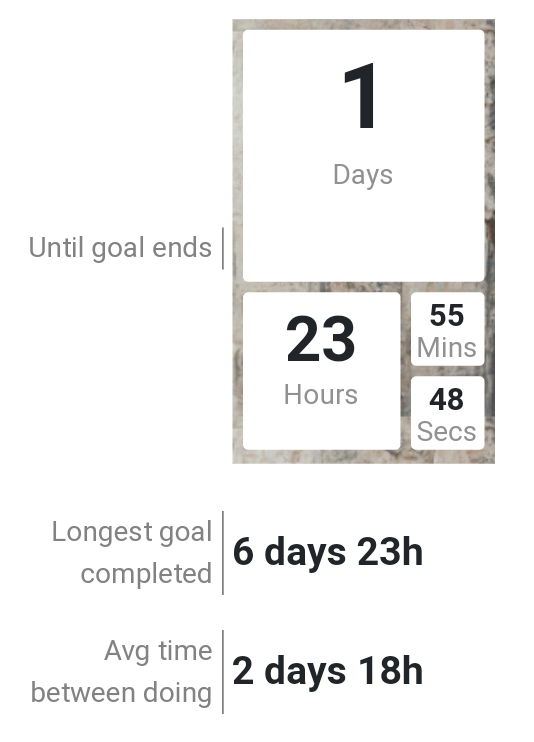 1
Days
Until goal ends
23
Hours
55
Mins
48
Secs
Longest goal
completed
6 days 23h
Avg time
between doing
2 days 18h